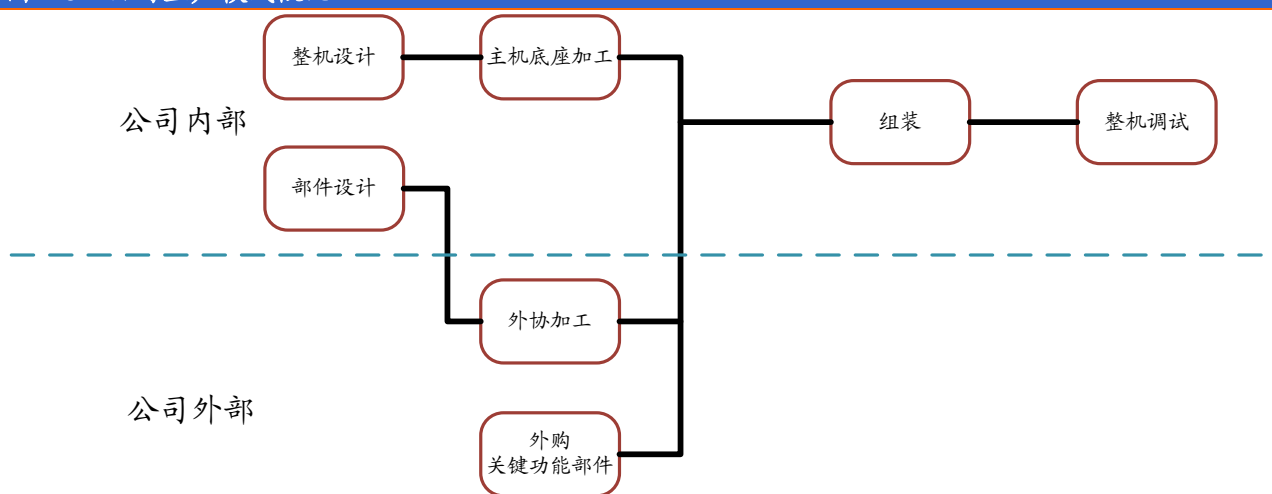 整机设计
主机底座加工
公司内部
组装
整机调试
部件设计
外协加工
公司外部
外购
关键功能部件